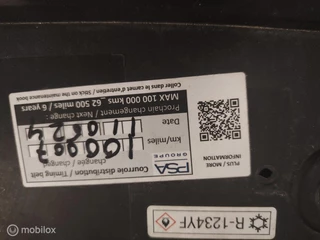 PSA
GROUPE
Courroie distribution / Timing belt
changée / changed
km/miles
Date
Prochain changement / Next change :
MAX 100 000 kms 62 500 miles / 6 years
Coller dans le carnet d'entretien / Stick on the maintenance book
PLUS / MORE
INFORMATION
R-1234YF
Mobiilo